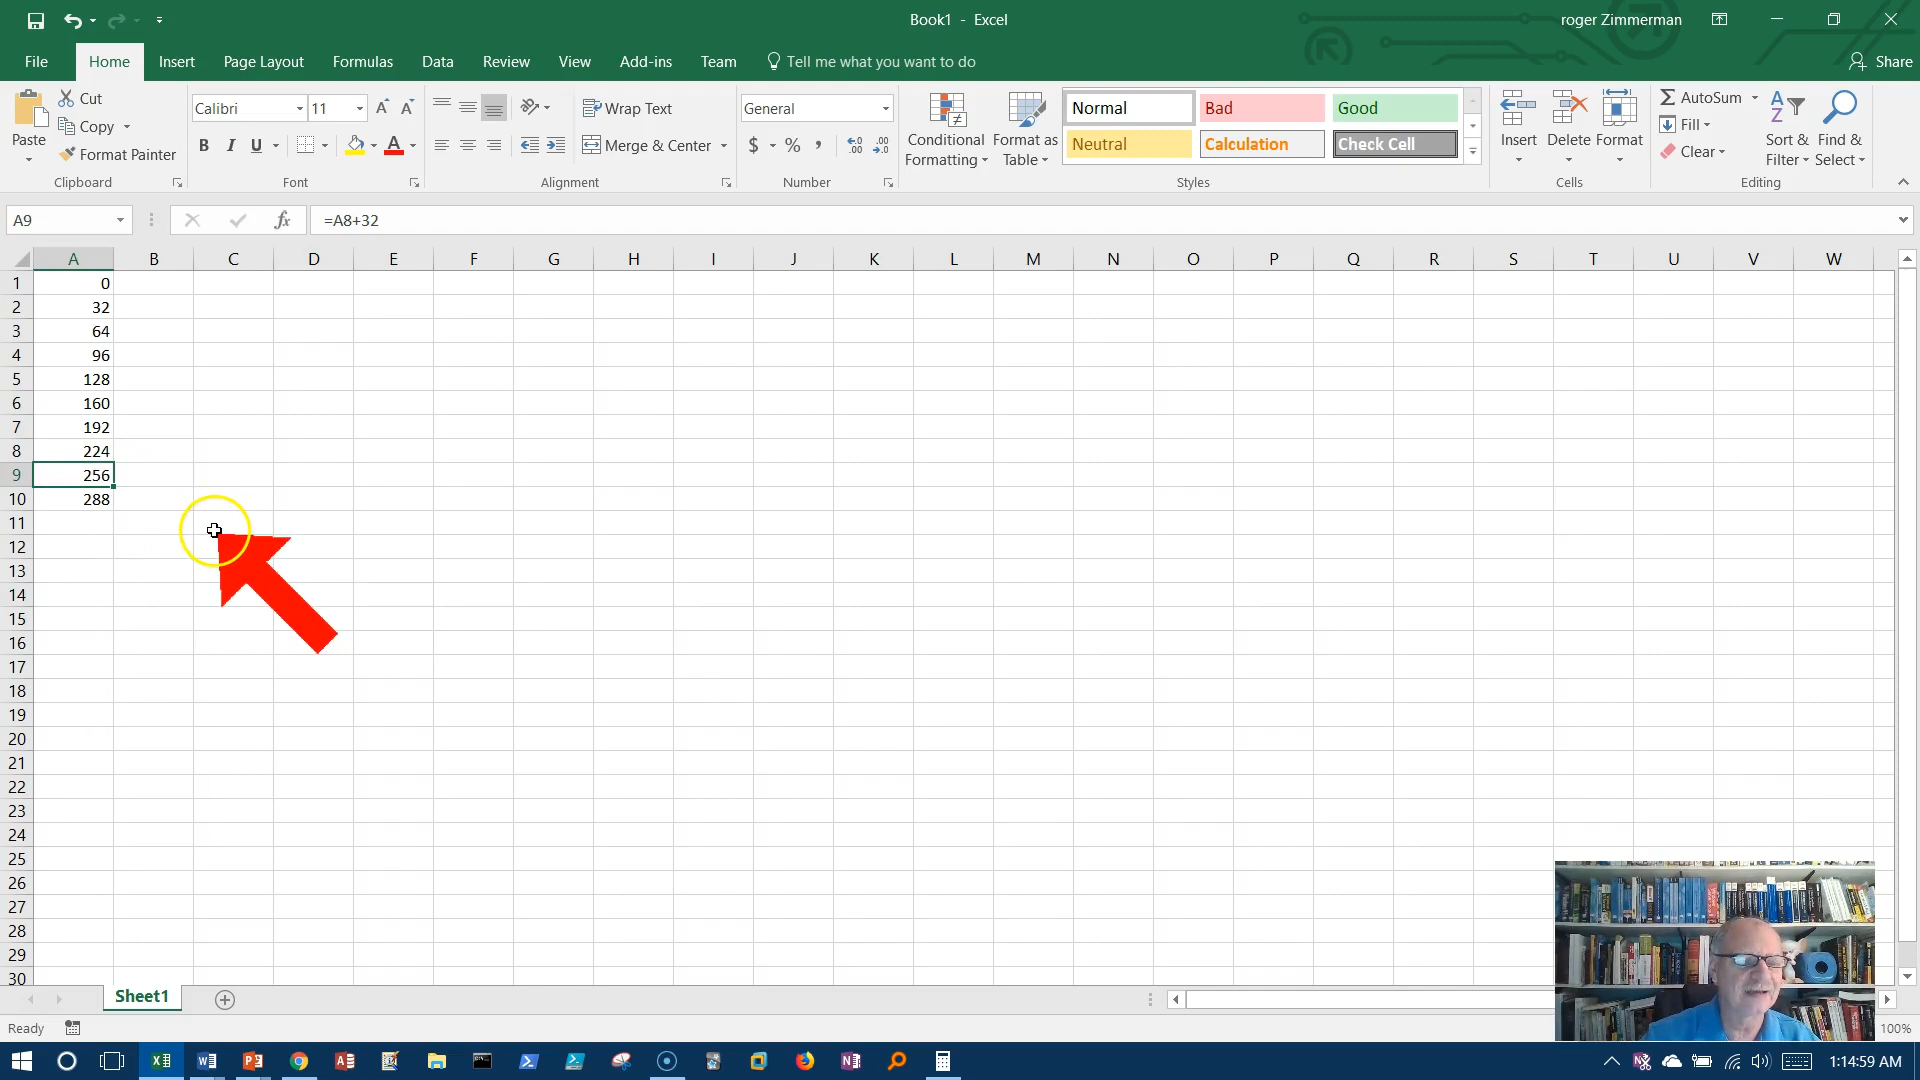 Book1 - Excel
roger Zimmerman
File Home Insert Page Layout Formulas Data Review View Add-ins Team Tell me what you want to do Share
Paste
Cut
Copy
Format Painter
Clipboard
Calibri 11
B I U
Font
Wrap Text
Merge & Center
Alignment
General
$ % ,
Number
Conditional Formatting
Format as Table
Normal Bad Good
Neutral Calculation Check Cell
Styles
Insert Delete Format
Cells
AutoSum
Fill
Clear
Sort & Filter
Find & Select
Editing
A9 fx =A8+32
A B C D E F G H I J K L M N O P Q R S T U V W
1 0
2 32
3 64
4 96
5 128
6 160
7 192
8 224
9 256
10 288
11
12
13
14
15
16
17
18
19
20
21
22
23
24
25
26
27
28
29
30
Sheet1
Ready
100%
1:14:59 AM